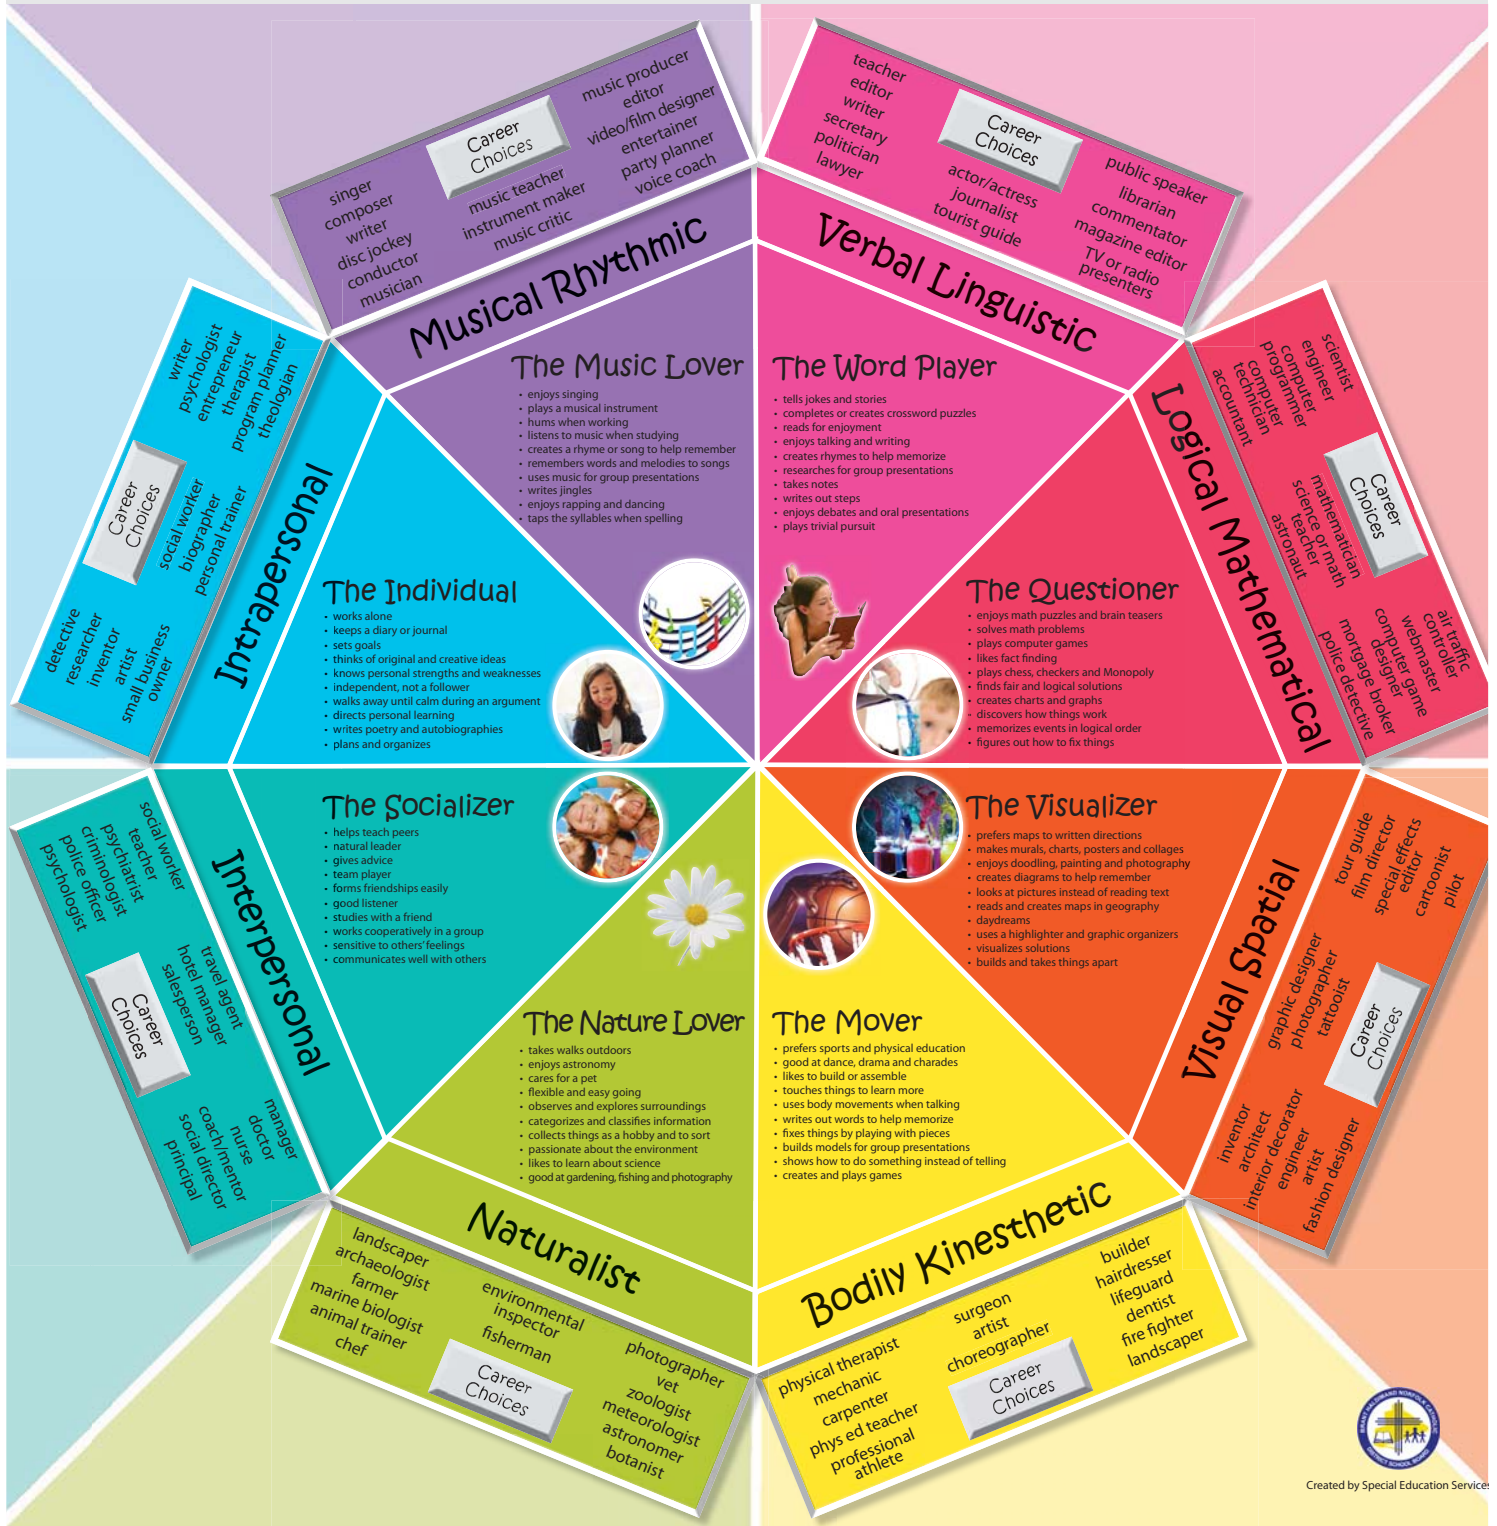 singer
composer
writer
disc jockey
conductor
musician
Career
Choices
music teacher
instrument maker
music critic
music producer
editor
video/film designer
entertainer
party planner
voice coach
Musical Rhythmic
The Music Lover
• enjoys singing
• plays a musical instrument
• hums when working
• listens to music when studying
• creates a rhyme or song to help remember
• remembers words and melodies to songs
• uses music for group presentations
• writes jingles
• enjoys rapping and dancing
• taps the syllables when spelling
teacher
editor
writer
secretary
politician
lawyer
Career
Choices
actor/actress
journalist
tourist guide
public speaker
librarian
commentator
magazine editor
TV or radio
presenters
Verbal Linguistic
The Word Player
• tells jokes and stories
• completes or creates crossword puzzles
• reads for enjoyment
• enjoys talking and writing
• creates rhymes to help memorize
• researches for group presentations
• takes notes
• writes out steps
• enjoys debates and oral presentations
• plays trivial pursuit
scientist
engineer
computer
programmer
computer
technician
accountant
Career
Choices
mathematician
science or math
teacher
astronaut
air traffic
controller
webmaster
computer game
designer
mortgage broker
police detective
Logical Mathematical
The Questioner
• enjoys math puzzles and brain teasers
• solves math problems
• plays computer games
• likes fact finding
• plays chess, checkers and Monopoly
• finds fair and logical solutions
• creates charts and graphs
• discovers how things work
• memorizes events in logical order
• figures out how to fix things
tour guide
film director
special effects
editor
cartoonist
pilot
graphic designer
photographer
tattooist
Career
Choices
inventor
architect
interior decorator
engineer
artist
fashion designer
Visual Spatial
The Visualizer
• prefers maps to written directions
• makes murals, charts, posters and collages
• enjoys doodling, painting and photography
• creates diagrams to help remember
• looks at pictures instead of reading text
• reads and creates maps in geography
• daydreams
• uses a highlighter and graphic organizers
• visualizes solutions
• builds and takes things apart
The Mover
• prefers sports and physical education
• good at dance, drama and charades
• likes to build or assemble
• touches things to learn more
• uses body movements when talking
• writes out words to help memorize
• fixes things by playing with pieces
• builds models for group presentations
• shows how to do something instead of telling
• creates and plays games
Bodily Kinesthetic
physical therapist
mechanic
carpenter
phys ed teacher
professional
athlete
surgeon
artist
choreographer
Career
Choices
builder
hairdresser
lifeguard
dentist
fire fighter
landscaper
The Nature Lover
• takes walks outdoors
• enjoys astronomy
• cares for a pet
• flexible and easy going
• observes and explores surroundings
• categorizes and classifies information
• collects things as a hobby and to sort
• passionate about the environment
• likes to learn about science
• good at gardening, fishing and photography
Naturalist
landscaper
archaeologist
farmer
marine biologist
animal trainer
chef
environmental
inspector
fisherman
Career
Choices
photographer
vet
zoologist
meteorologist
astronomer
botanist
The Socializer
• helps teach peers
• natural leader
• gives advice
• team player
• forms friendships easily
• good listener
• studies with a friend
• works cooperatively in a group
• sensitive to others' feelings
• communicates well with others
Interpersonal
social worker
teacher
psychiatrist
criminologist
police officer
psychologist
travel agent
hotel manager
salesperson
Career
Choices
manager
doctor
nurse
coach/mentor
social director
principal
The Individual
• works alone
• keeps a diary or journal
• sets goals
• thinks of original and creative ideas
• knows personal strengths and weaknesses
• independent, not a follower
• walks away until calm during an argument
• directs personal learning
• writes poetry and autobiographies
• plans and organizes
Intrapersonal
writer
psychologist
entrepreneur
therapist
program planner
theologian
Career
Choices
social worker
biographer
personal trainer
detective
researcher
inventor
artist
small business
owner
BRANT HALDIMAND NORFOLK CATHOLIC
DISTRICT SCHOOL BOARD
Created by Special Education Services